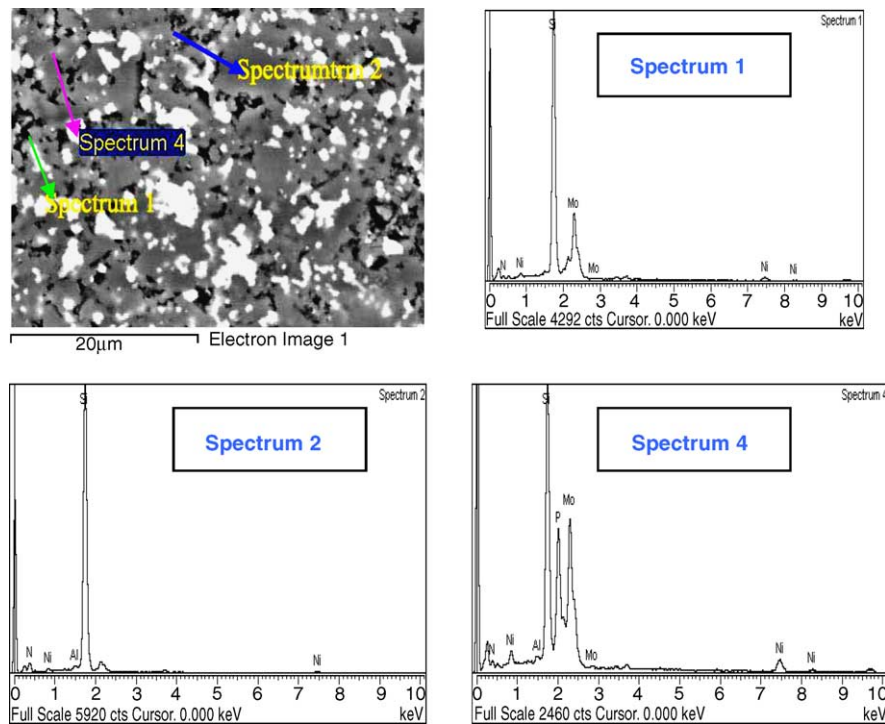 Spectrumtrm 2
Spectrum 4
Spectrum 1
20μm
Electron Image 1
Spectrum 1
Spectrum 1
Si
Mo
N
Ni
Mo
Ni
Ni
0 1 2 3 4 5 6 7 8 9 10
Full Scale 4292 cts Cursor. 0.000 keV
keV
Spectrum 2
Spectrum 2
Si
N
Ni
Al
Ni
0 1 2 3 4 5 6 7 8 9 10
Full Scale 5920 cts Cursor. 0.000 keV
keV
Spectrum 4
Spectrum 4
Si
Mo
P
Ni
N
Al
Mo
Ni
Ni
0 1 2 3 4 5 6 7 8 9 10
Full Scale 2460 cts Cursor. 0.000 keV
keV